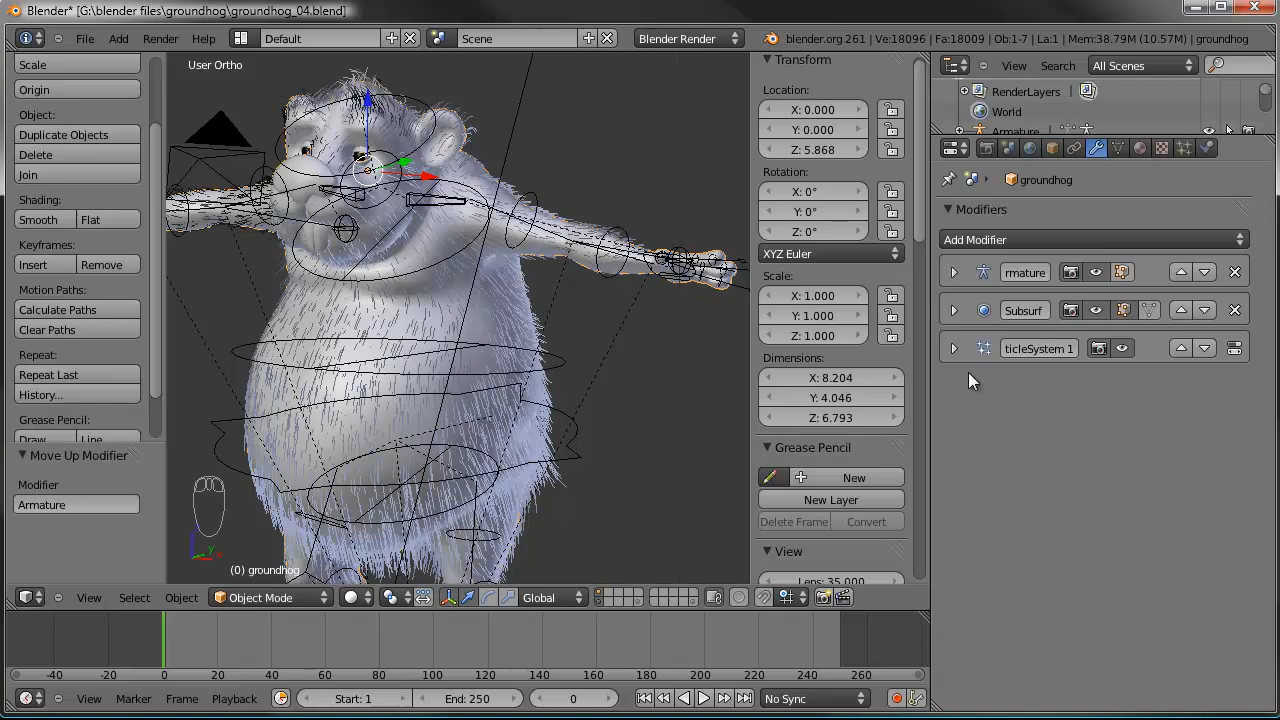 Blender* [G:\blender files\groundhog\groundhog_04.blend]
File Add Render Help Default Scene Blender Render blender.org 261 | Ve:18096 | Fa:18009 | Ob:1-7 | La:1 | Mem:38.79M (10.57M) | groundhog
Scale
Origin
Object:
Duplicate Objects
Delete
Join
Shading:
Smooth Flat
Keyframes:
Insert Remove
Motion Paths:
Calculate Paths
Clear Paths
Repeat:
Repeat Last
History...
Grease Pencil:
Draw Line
Move Up Modifier
Modifier
Armature
User Ortho
(0) groundhog
Transform
Location:
X: 0.000
Y: 0.000
Z: 5.868
Rotation:
X: 0°
Y: 0°
Z: 0°
XYZ Euler
Scale:
X: 1.000
Y: 1.000
Z: 1.000
Dimensions:
X: 8.204
Y: 4.046
Z: 6.793
Grease Pencil
New
New Layer
Delete Frame Convert
View
Lens: 35.000
View Search All Scenes
RenderLayers
World
Armature
groundhog
Modifiers
Add Modifier
rmature
Subsurf
ticleSystem 1
View Select Object Object Mode Global
-40 -20 0 20 40 60 80 100 120 140 160 180 200 220 240 260
View Marker Frame Playback Start: 1 End: 250 0 No Sync